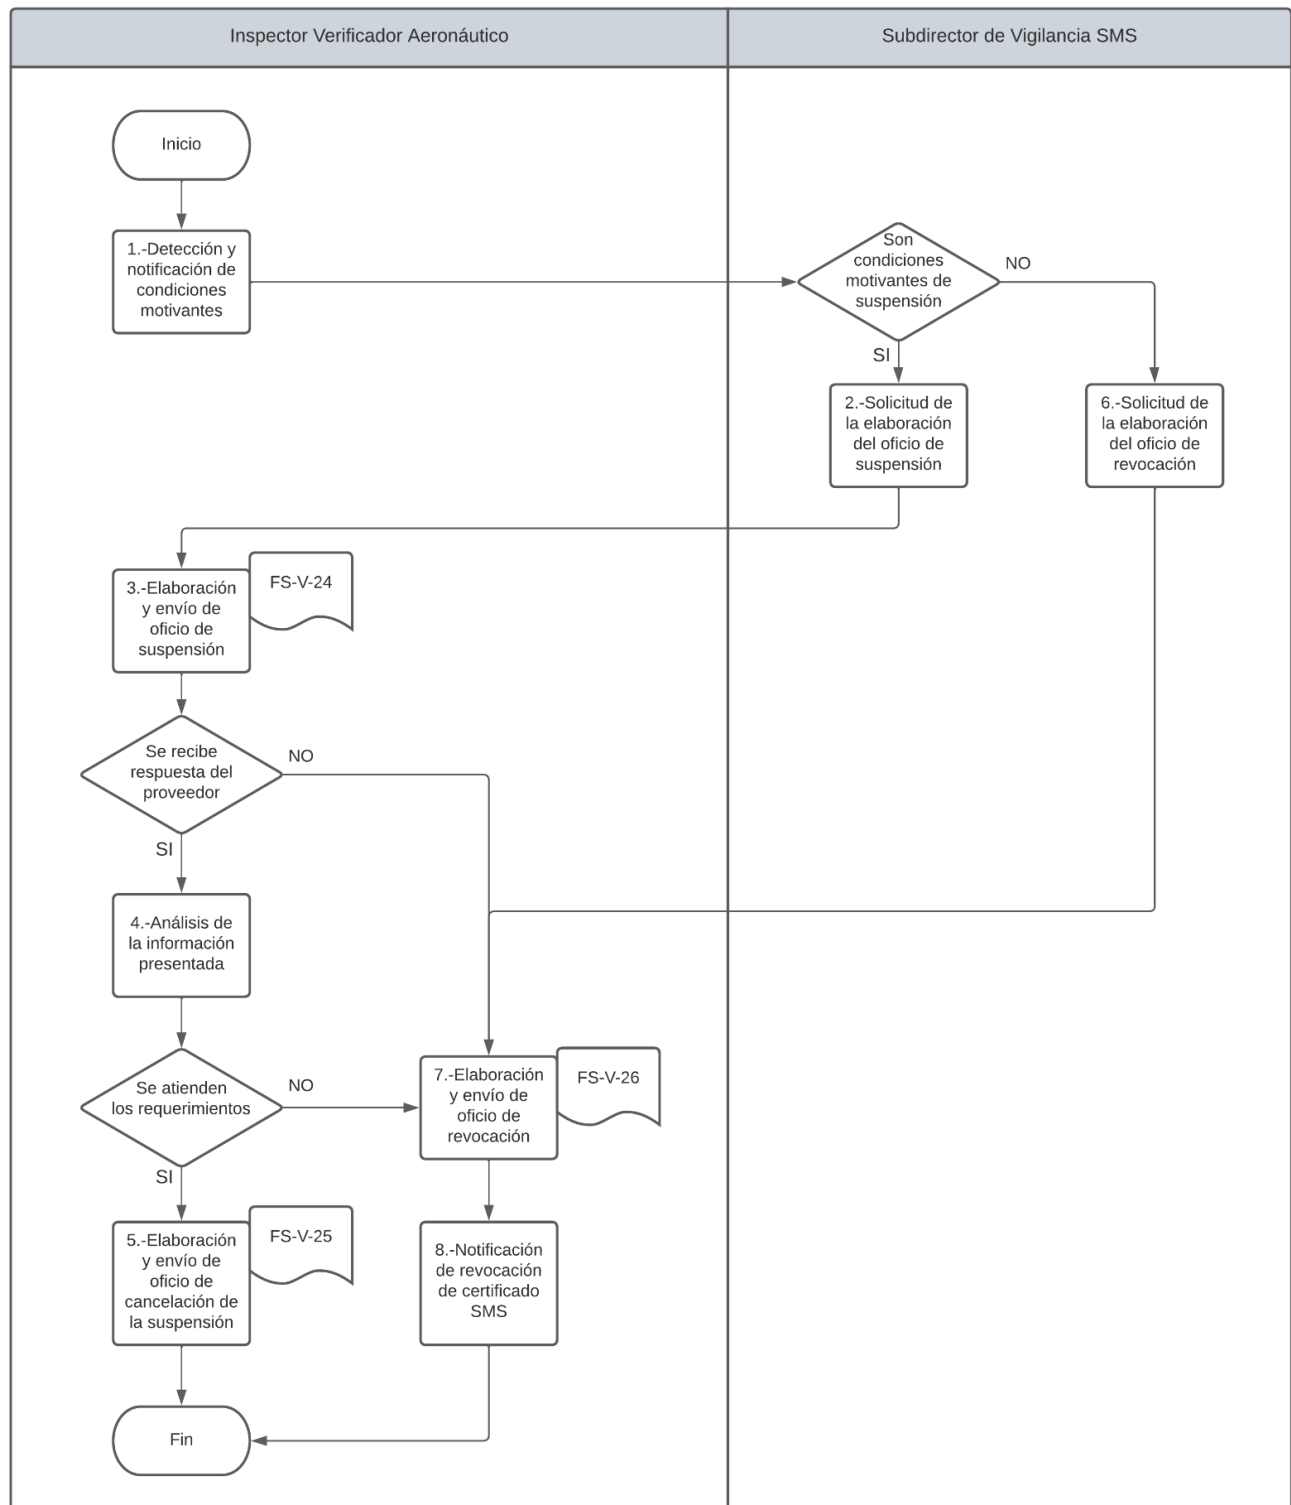 Inspector Verificador Aeronáutico
Subdirector de Vigilancia SMS
Inicio
1.-Detección y
notificación de
condiciones
motivantes
Son
condiciones
motivantes de
suspensión
NO
SI
2.-Solicitud de
la elaboración
del oficio de
suspensión
6.-Solicitud de
la elaboración
del oficio de
revocación
3.-Elaboración
y envío de
oficio de
suspensión
FS-V-24
Se recibe
respuesta del
proveedor
NO
SI
4.-Análisis de
la información
presentada
Se atienden
los requerimientos
NO
SI
7.-Elaboración
y envío de
oficio de
revocación
FS-V-26
5.-Elaboración
y envío de
oficio de
cancelación de
la suspensión
FS-V-25
8.-Notificación
de revocación
de certificado
SMS
Fin